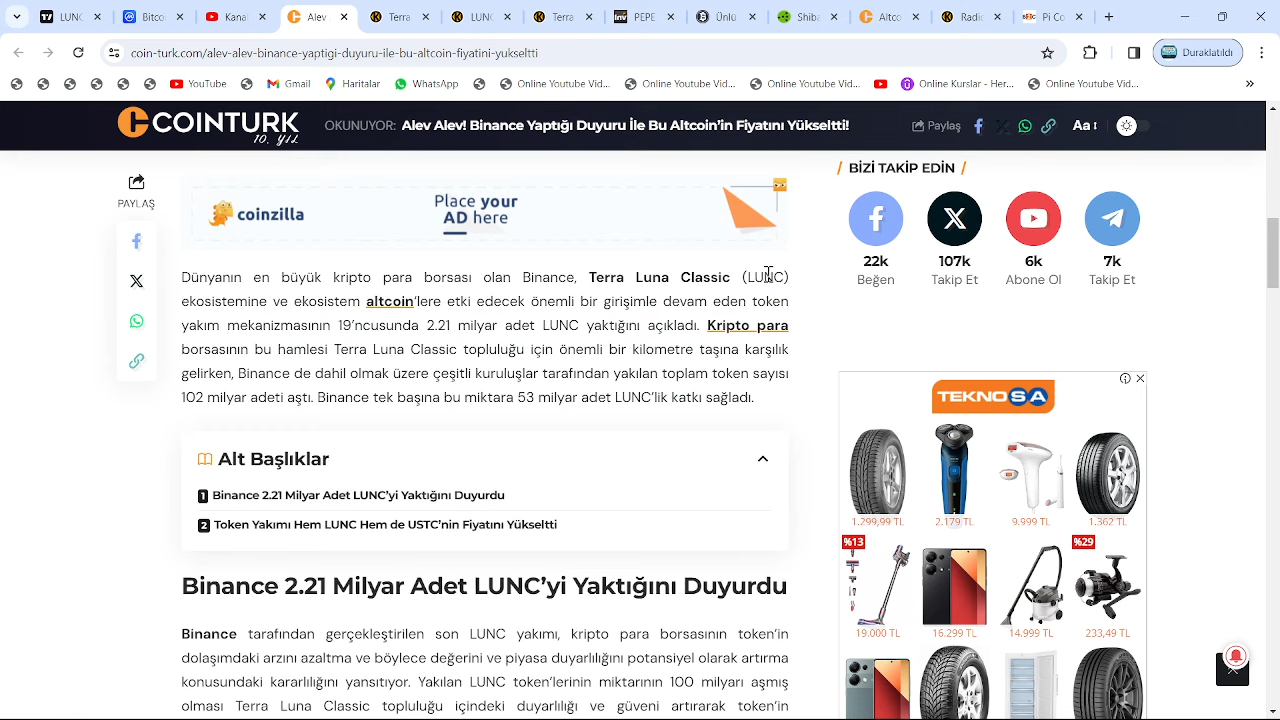 LUNC
Coinb
Alev
Terra
LUNC
Terra
PEPE
Onlin
Shib
Altco
Radi
Pi Co
coin-turk.com/alev-alev-binance-yaptigi-duyuru-ile-bu-altcoin-fiyatini-yukseltti
Duraklatıldı
YouTube
Gmail
Haritalar
WhatsApp
Online Youtube Vid...
Online Youtube Vid...
Online Youtube Vid...
Online Kurslar - Her...
Online Youtube Vid...
COINTURK
10. yıl
OKUNUYOR: Alev Alev! Binance Yaptığı Duyuru İle Bu Altcoin'in Fiyatını Yükseltti!
Paylaş
Aa
PAYLAŞ
coinzilla
Place your
AD here
Dünyanın en büyük kripto para borsası olan Binance, Terra Luna Classic (LUNC)
ekosistemine ve ekosistem altcoin'lere etki edecek önemli bir girişimle devam eden token
yakım mekanizmasının 19'ncusunda 2.21 milyar adet LUNC yaktığını açıkladı. Kripto para
borsasının bu hamlesi Terra Luna Classic topluluğu için önemli bir kilometre taşına karşılık
gelirken, Binance de dahil olmak üzere çeşitli kuruluşlar tarafından yakılan toplam token sayısı
102 milyarı aştı. Binance tek başına bu miktara 53 milyar adet LUNC'lik katkı sağladı.
Alt Başlıklar
1 Binance 2.21 Milyar Adet LUNC'yi Yaktığını Duyurdu
2 Token Yakımı Hem LUNC Hem de USTC'nin Fiyatını Yükseltti
Binance 2.21 Milyar Adet LUNC'yi Yaktığını Duyurdu
Binance tarafından gerçekleştirilen son LUNC yakımı, kripto para borsasının token'in
dolaşımdaki arzını azaltma ve böylece değerini ve piyasa duyarlılığını potansiyel olarak artırma
konusundaki kararlılığını yansıtıyor. Yakılan LUNC token'lerinin miktarının 100 milyarı aşmış
olması Terra Luna Classic topluluğu içindeki duyarlılığı ve güveni artırarak token'in
/ BİZİ TAKİP EDİN /
22k
Beğen
107k
Takip Et
6k
Abone Ol
7k
Takip Et
TEKNOSA
1.299,99 TL
2.179 TL
9.999 TL
1.362 TL
%13
%29
19.000 TL
16.299 TL
14.999 TL
233,49 TL